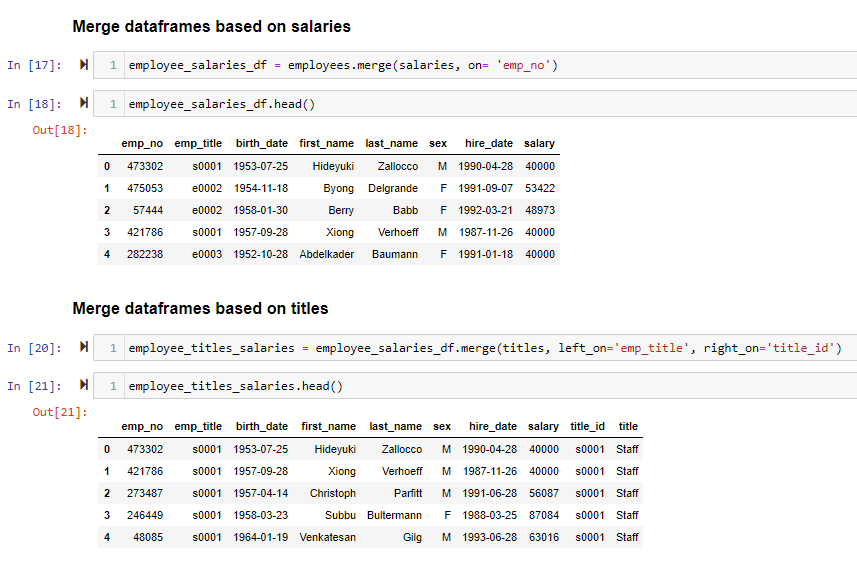 Merge dataframes based on salaries
In [17]: 1 employee_salaries_df = employees.merge(salaries, on= 'emp_no')
In [18]: 1 employee_salaries_df.head()
Out[18]:
emp_no emp_title birth_date first_name last_name sex hire_date salary
0 473302 s0001 1953-07-25 Hideyuki Zallocco M 1990-04-28 40000
1 475053 e0002 1954-11-18 Byong Delgrande F 1991-09-07 53422
2 57444 e0002 1958-01-30 Berry Babb F 1992-03-21 48973
3 421786 s0001 1957-09-28 Xiong Verhoeff M 1987-11-26 40000
4 282238 e0003 1952-10-28 Abdelkader Baumann F 1991-01-18 40000
Merge dataframes based on titles
In [20]: 1 employee_titles_salaries = employee_salaries_df.merge(titles, left_on='emp_title', right_on='title_id')
In [21]: 1 employee_titles_salaries.head()
Out[21]:
emp_no emp_title birth_date first_name last_name sex hire_date salary title_id title
0 473302 s0001 1953-07-25 Hideyuki Zallocco M 1990-04-28 40000 s0001 Staff
1 421786 s0001 1957-09-28 Xiong Verhoeff M 1987-11-26 40000 s0001 Staff
2 273487 s0001 1957-04-14 Christoph Parfitt M 1991-06-28 56087 s0001 Staff
3 246449 s0001 1958-03-23 Subbu Bultermann F 1988-03-25 87084 s0001 Staff
4 48085 s0001 1964-01-19 Venkatesan Gilg M 1993-06-28 63016 s0001 Staff